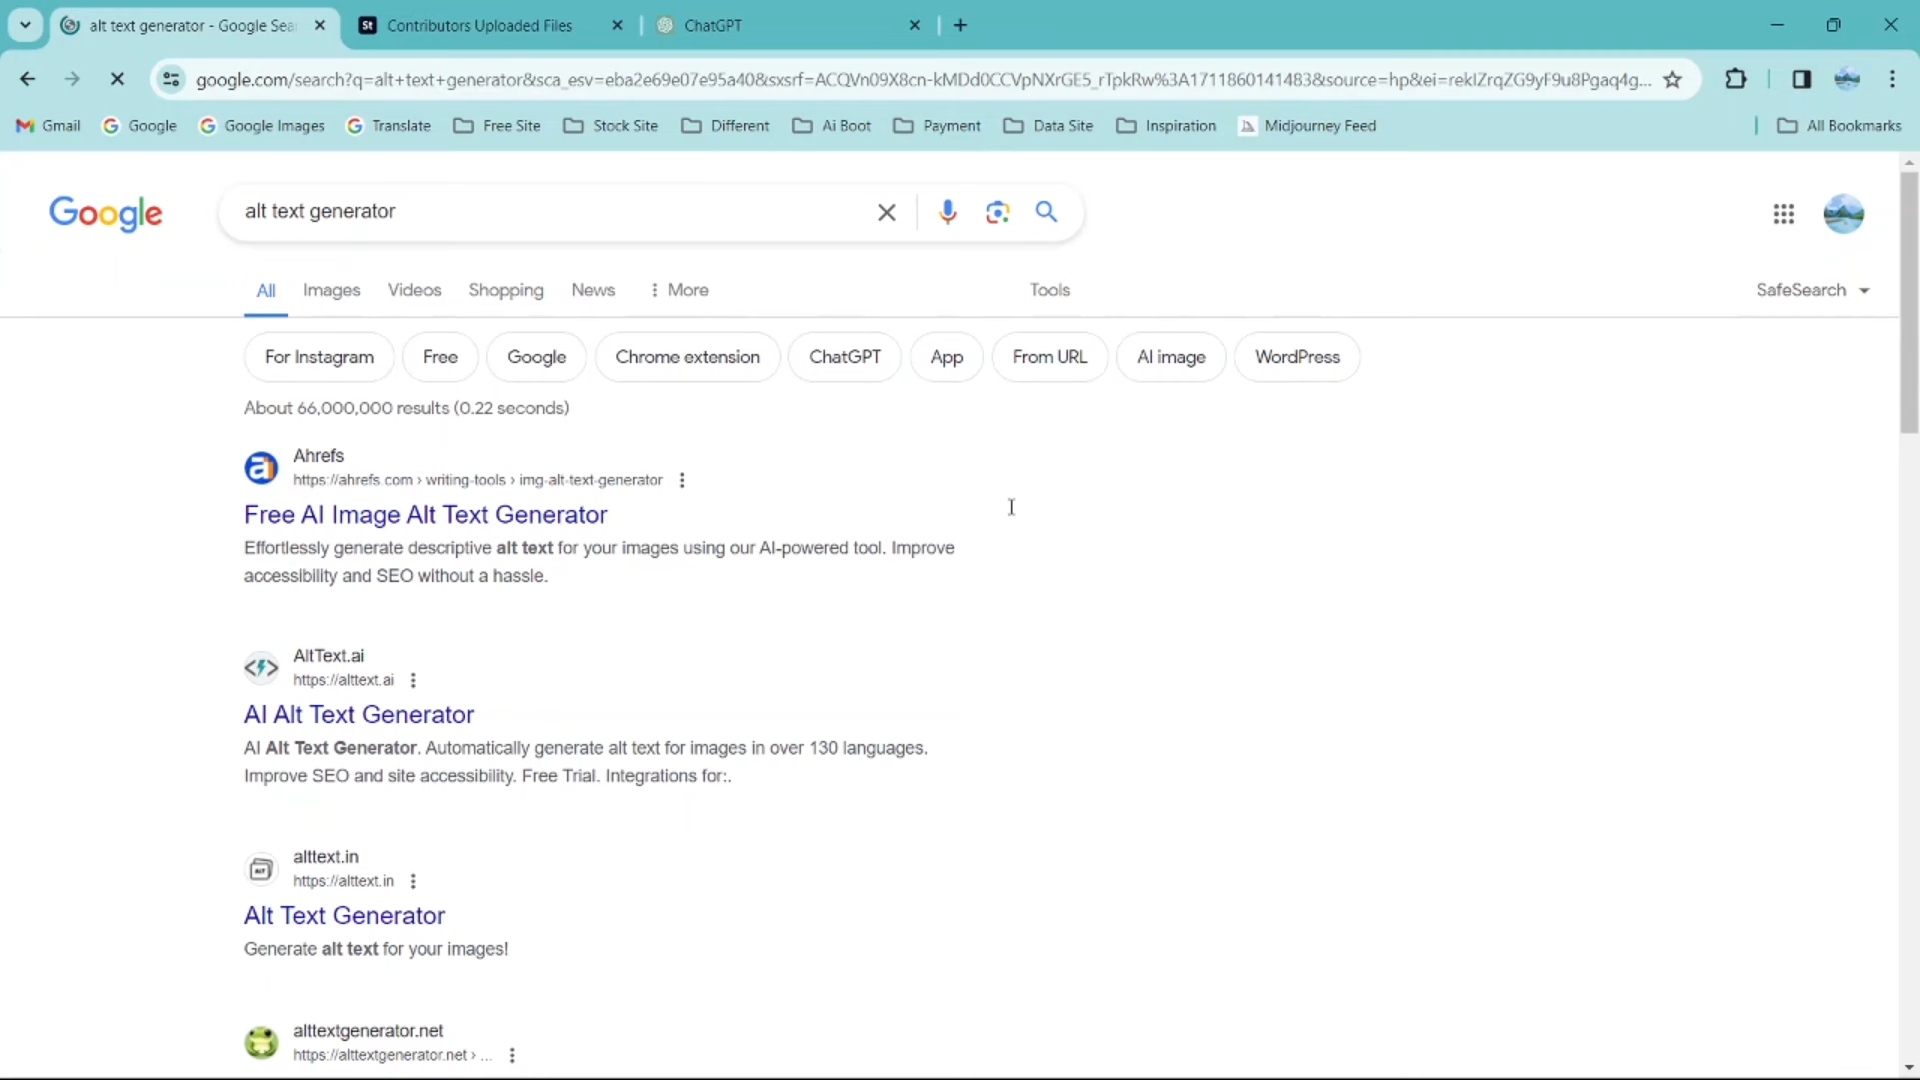 alt text generator - Google Sea
St Contributors Uploaded Files
ChatGPT
google.com/search?q=alt+text+generator&sca_esv=eba2e69e07e95a40&sxsrf=ACQVn09X8cn-kMDd0CCVpNXrGE5_rTpkRw%3A1711860141483&source=hp&ei=rekIZrqZG9yF9u8Pgaq4g...
Gmail Google Google Images Translate Free Site Stock Site Different Ai Boot Payment Data Site Inspiration Midjourney Feed All Bookmarks
Google
alt text generator
All Images Videos Shopping News More Tools SafeSearch
For Instagram Free Google Chrome extension ChatGPT App From URL AI image WordPress
About 66,000,000 results (0.22 seconds)
Ahrefs
https://ahrefs.com › writing-tools › img-alt-text-generator
Free AI Image Alt Text Generator
Effortlessly generate descriptive alt text for your images using our AI-powered tool. Improve
accessibility and SEO without a hassle.
AltText.ai
https://alttext.ai
AI Alt Text Generator
AI Alt Text Generator. Automatically generate alt text for images in over 130 languages.
Improve SEO and site accessibility. Free Trial. Integrations for:.
alttext.in
https://alttext.in
Alt Text Generator
Generate alt text for your images!
alttextgenerator.net
https://alttextgenerator.net › ...